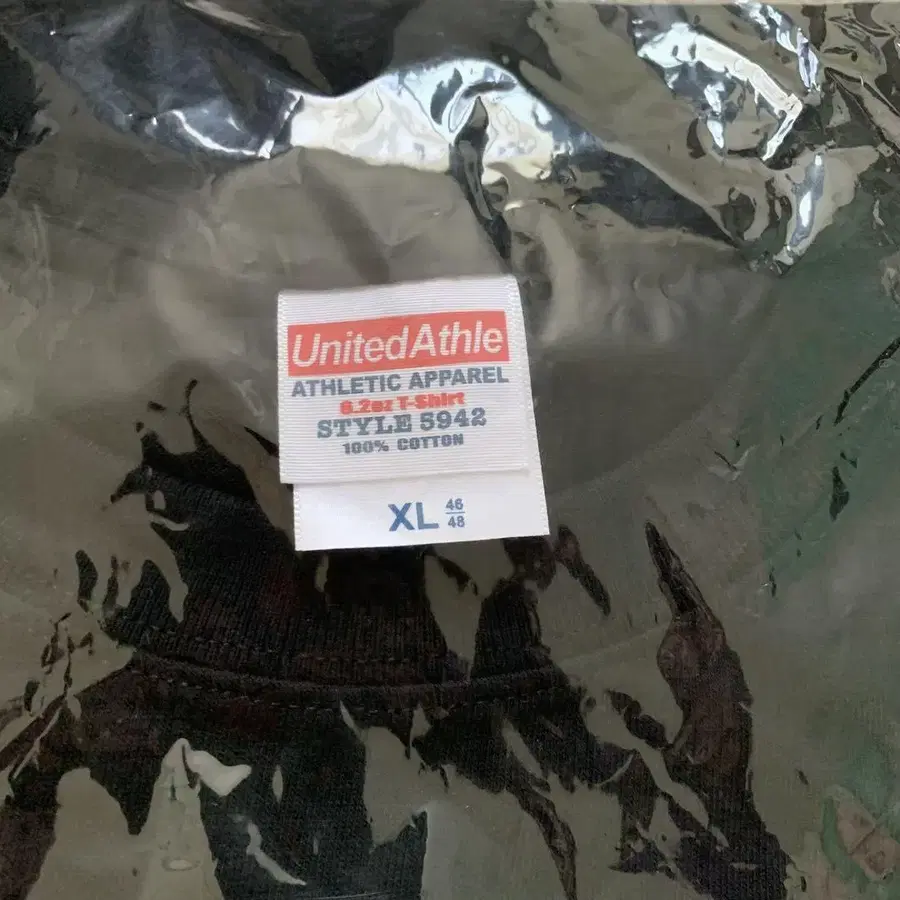 UnitedAthle
ATHLETIC APPAREL
6.2oz T-Shirt
STYLE 5942
100% COTTON
XL 46/48